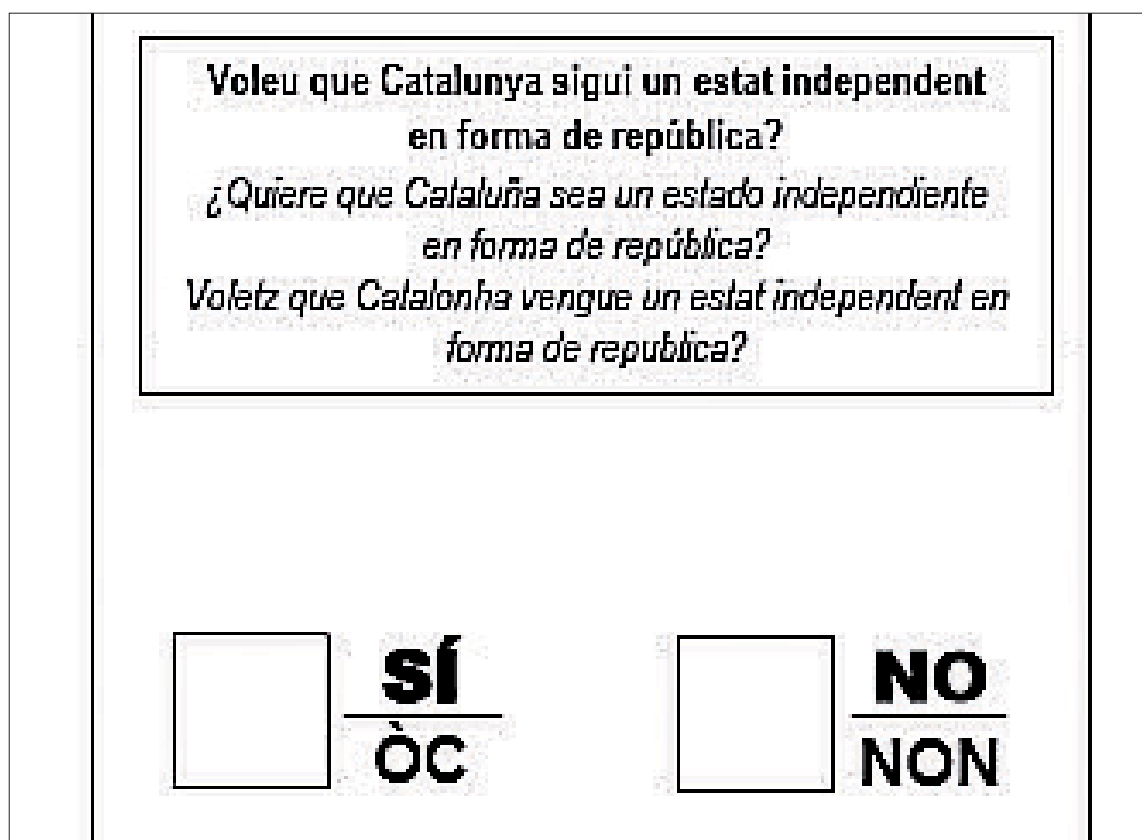 Voleu que Catalunya sigui un estat independent
en forma de república?
¿Quiere que Cataluña sea un estado independiente
en forma de república?
Voletz que Catalonha vengue un estat independent en
forma de republica?
SÍ
ÒC
NO
NON